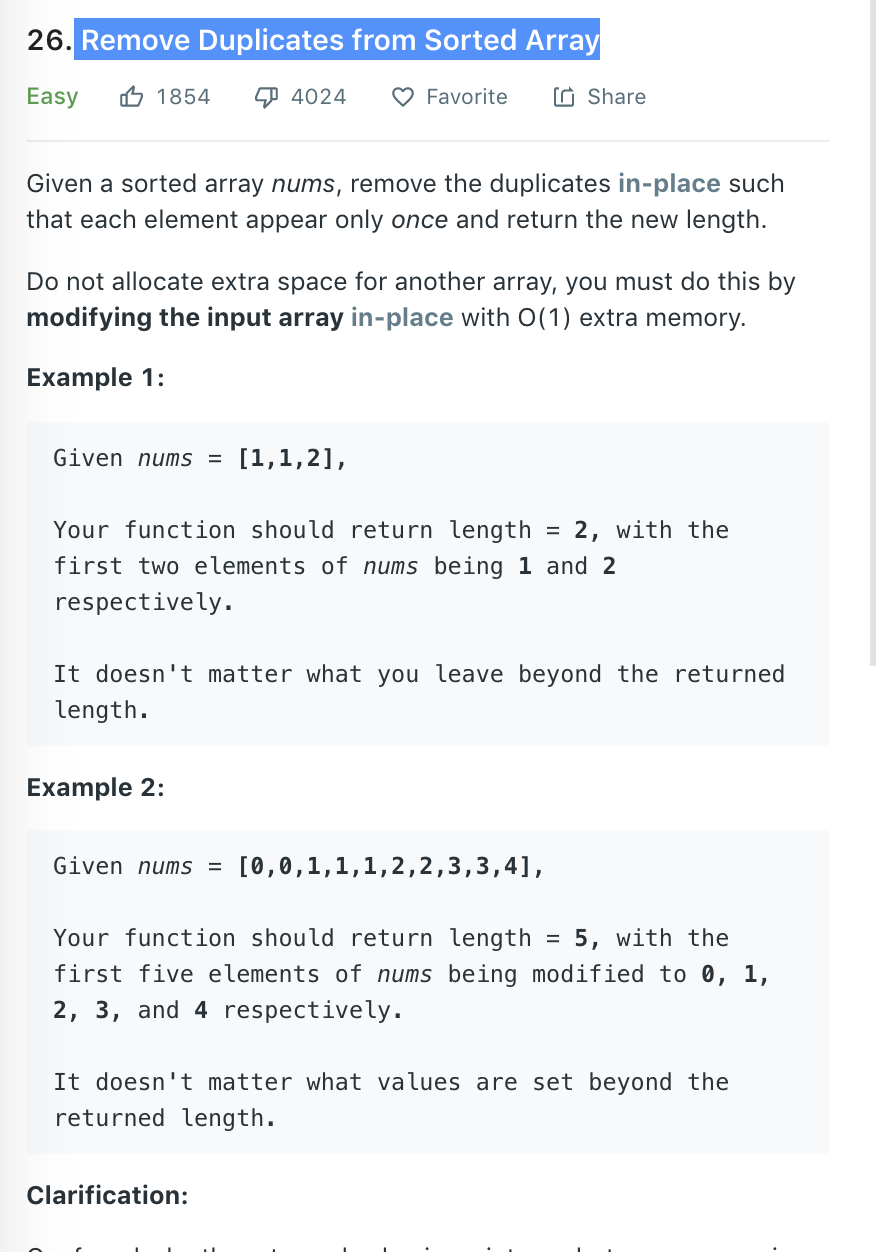 26. Remove Duplicates from Sorted Array
Easy 1854 4024 Favorite Share
Given a sorted array nums, remove the duplicates in-place such
that each element appear only once and return the new length.
Do not allocate extra space for another array, you must do this by
modifying the input array in-place with O(1) extra memory.
Example 1:
Given nums = [1,1,2],
Your function should return length = 2, with the
first two elements of nums being 1 and 2
respectively.
It doesn't matter what you leave beyond the returned
length.
Example 2:
Given nums = [0,0,1,1,1,2,2,3,3,4],
Your function should return length = 5, with the
first five elements of nums being modified to 0, 1,
2, 3, and 4 respectively.
It doesn't matter what values are set beyond the
returned length.
Clarification: